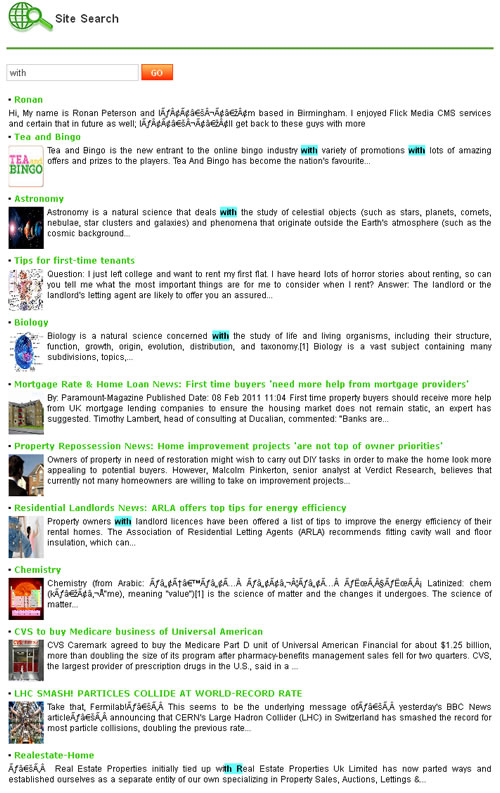 Site Search
with
GO
• Ronan
Hi, My name is Ronan Peterson and based in Birmingham. I enjoyed Flick Media CMS services
and certain that in future as well; get back to these guys with more
• Tea and Bingo
TEA and BINGO
Tea and Bingo is the new entrant to the online bingo industry with variety of promotions with lots of amazing
offers and prizes to the players. Tea And Bingo has become the nation's favourite...
• Astronomy
Astronomy is a natural science that deals with the study of celestial objects (such as stars, planets, comets,
nebulae, star clusters and galaxies) and phenomena that originate outside the Earth's atmosphere (such as the
cosmic background...
• Tips for first-time tenants
Question: I just left college and want to rent my first flat. I have heard lots of horror stories about renting, so can
you tell me what the most important things are for me to consider when I rent? Answer: The landlord or the
landlord's letting agent are likely to offer you an assured...
• Biology
Biology is a natural science concerned with the study of life and living organisms, including their structure,
function, growth, origin, evolution, distribution, and taxonomy.[1] Biology is a vast subject containing many
subdivisions, topics,...
• Mortgage Rate & Home Loan News: First time buyers 'need more help from mortgage providers'
By: Paramount-Magazine Published Date: 08 Feb 2011 11:04 First time property buyers should receive more help
from UK mortgage lending companies to ensure the housing market does not remain static, an expert has
suggested. Timothy Lambert, head of consulting at Ducalian, commented: "Banks are...
• Property Repossession News: Home improvement projects 'are not top of owner priorities'
Owners of property in need of restoration might wish to carry out DIY tasks in order to make the home look more
appealing to potential buyers. However, Malcolm Pinkerton, senior analyst at Verdict Research, believes that
currently not many homeowners are willing to take on improvement projects...
• Residential Landlords News: ARLA offers top tips for energy efficiency
Property owners with landlord licences have been offered a list of tips to improve the energy efficiency of their
rental homes. The Association of Residential Letting Agents (ARLA) recommends fitting cavity wall and floor
insulation, which can...
• Chemistry
Chemistry (from Arabic: Latinized: chem
meaning "value")[1] is the science of matter and the changes it undergoes. The science of
matter...
• CVS to buy Medicare business of Universal American
CVS Caremark agreed to buy the Medicare Part D unit of Universal American Financial for about $1.25 billion,
more than doubling the size of its program after pharmacy-benefits management sales fell for two quarters. CVS,
the largest provider of prescription drugs in the U.S., said in a ...
• LHC SMASH! PARTICLES COLLIDE AT WORLD-RECORD RATE
Take that, This seems to be the underlying message yesterday's BBC News
announcing that CERN's Large Hadron Collider (LHC) in Switzerland has smashed the record for
most particle collisions, doubling the previous rate...
• Realestate-Home
Real Estate Properties initially tied up with Real Estate Properties Uk Limited has now parted ways and
established ourselves as a separate entity of our own specializing in Property Sales, Auctions, Lettings &...